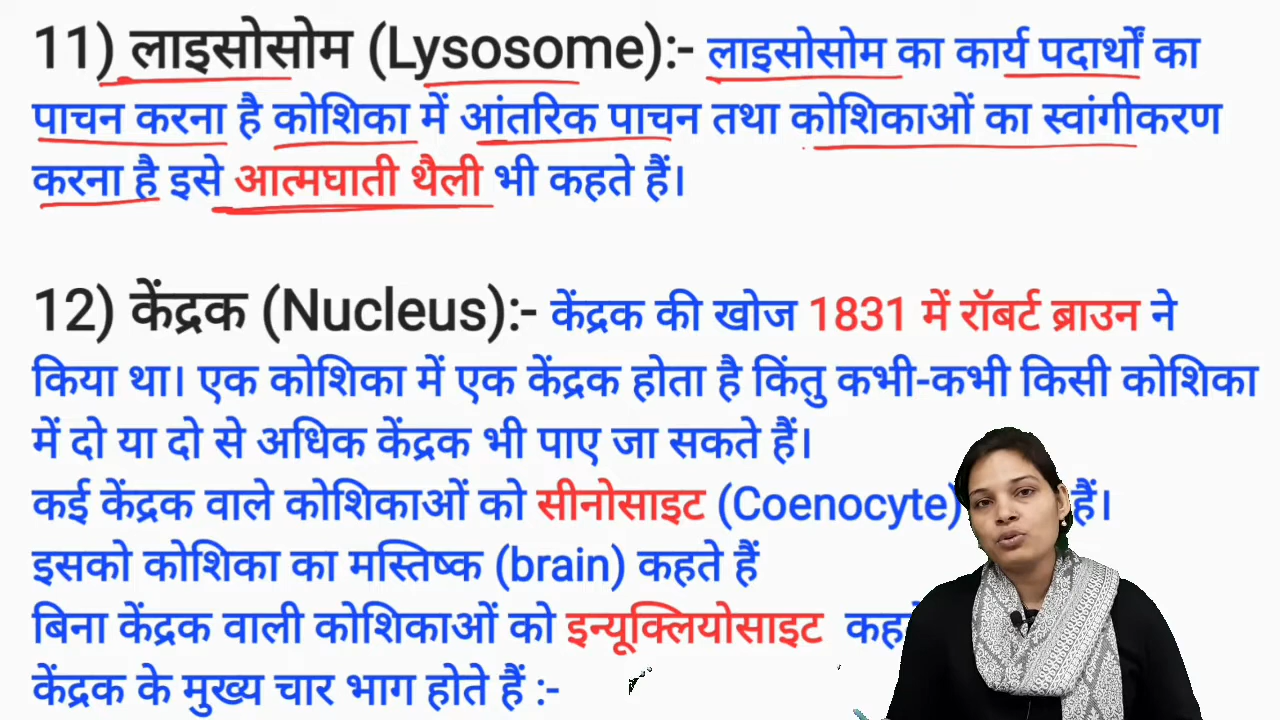 11) लाइसोसोम (Lysosome):- लाइसोसोम का कार्य पदार्थों का
पाचन करना है कोशिका में आंतरिक पाचन तथा कोशिकाओं का स्वांगीकरण
करना है इसे आत्मघाती थैली भी कहते हैं।
12) केंद्रक (Nucleus):- केंद्रक की खोज 1831 में रॉबर्ट ब्राउन ने
किया था। एक कोशिका में एक केंद्रक होता है किंतु कभी-कभी किसी कोशिका
में दो या दो से अधिक केंद्रक भी पाए जा सकते हैं।
कई केंद्रक वाले कोशिकाओं को सीनोसाइट (Coenocyte) हैं।
इसको कोशिका का मस्तिष्क (brain) कहते हैं
बिना केंद्रक वाली कोशिकाओं को इन्यूक्लियोसाइट
केंद्रक के मुख्य चार भाग होते हैं :-